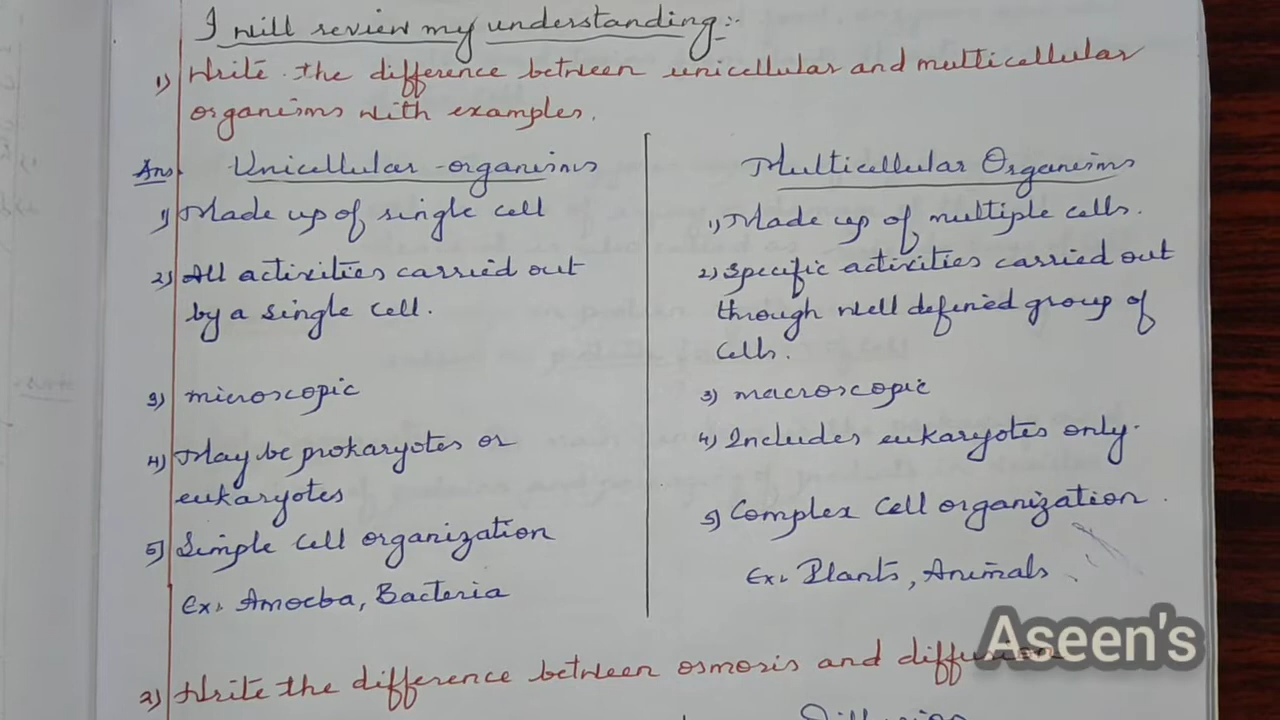 I will review my understanding:-
1) Write the difference between unicellular and multicellular
organisms with examples.
Ans Unicellular organisms
1) Made up of single cell
2) All activities carried out
by a single cell.
3) microscopic
4) May be prokaryotes or
eukaryotes
5) Simple cell organization
Ex. Amoeba, Bacteria
Multicellular Organisms
1) Made up of multiple cells.
2) Specific activities carried out
through well defined group of
cells.
3) macroscopic
4) Includes eukaryotes only.
5) Complex cell organization.
Ex. Plants, Animals
Aseen's
2) Write the difference between osmosis and diffusion
Diffusion